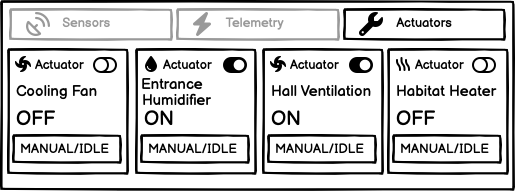 Sensors
Telemetry
Actuators
Actuator
Cooling Fan
OFF
MANUAL/IDLE
Actuator
Entrance
Humidifier
ON
MANUAL/IDLE
Actuator
Hall Ventilation
ON
MANUAL/IDLE
Actuator
Habitat Heater
OFF
MANUAL/IDLE